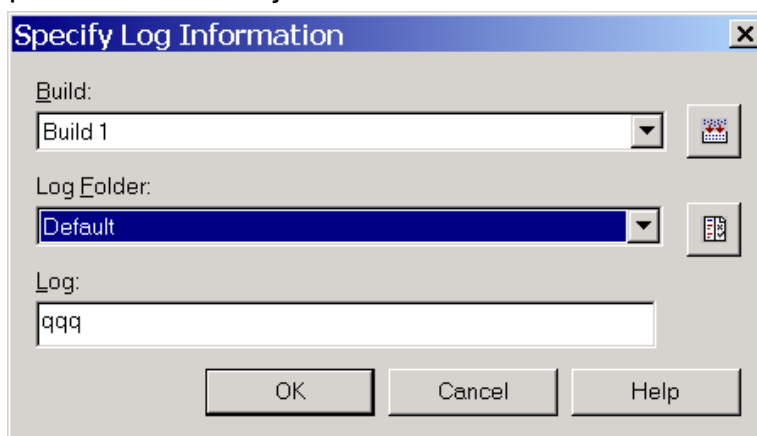 Specify Log Information
Build:
Build 1
Log Folder:
Default
Log:
qqq
OK Cancel Help